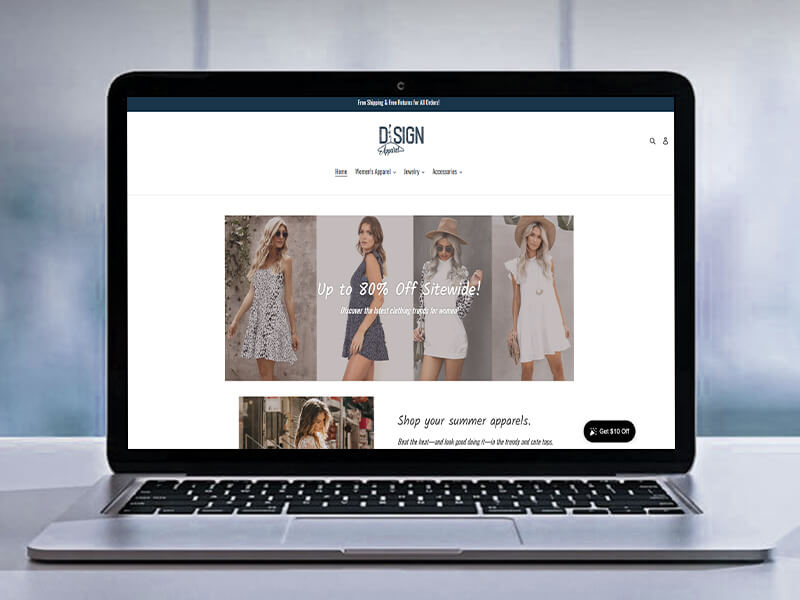 Free Shipping & Free Returns for All Orders!
D'SIGN
Apparel
Home Women's Apparel Jewelry Accessories
Up to 80% Off Sitewide!
Discover the latest clothing trends for women!
Shop your summer apparels.
Beat the heat—and look good doing it—in the trendy and cute tops,
Get $10 Off